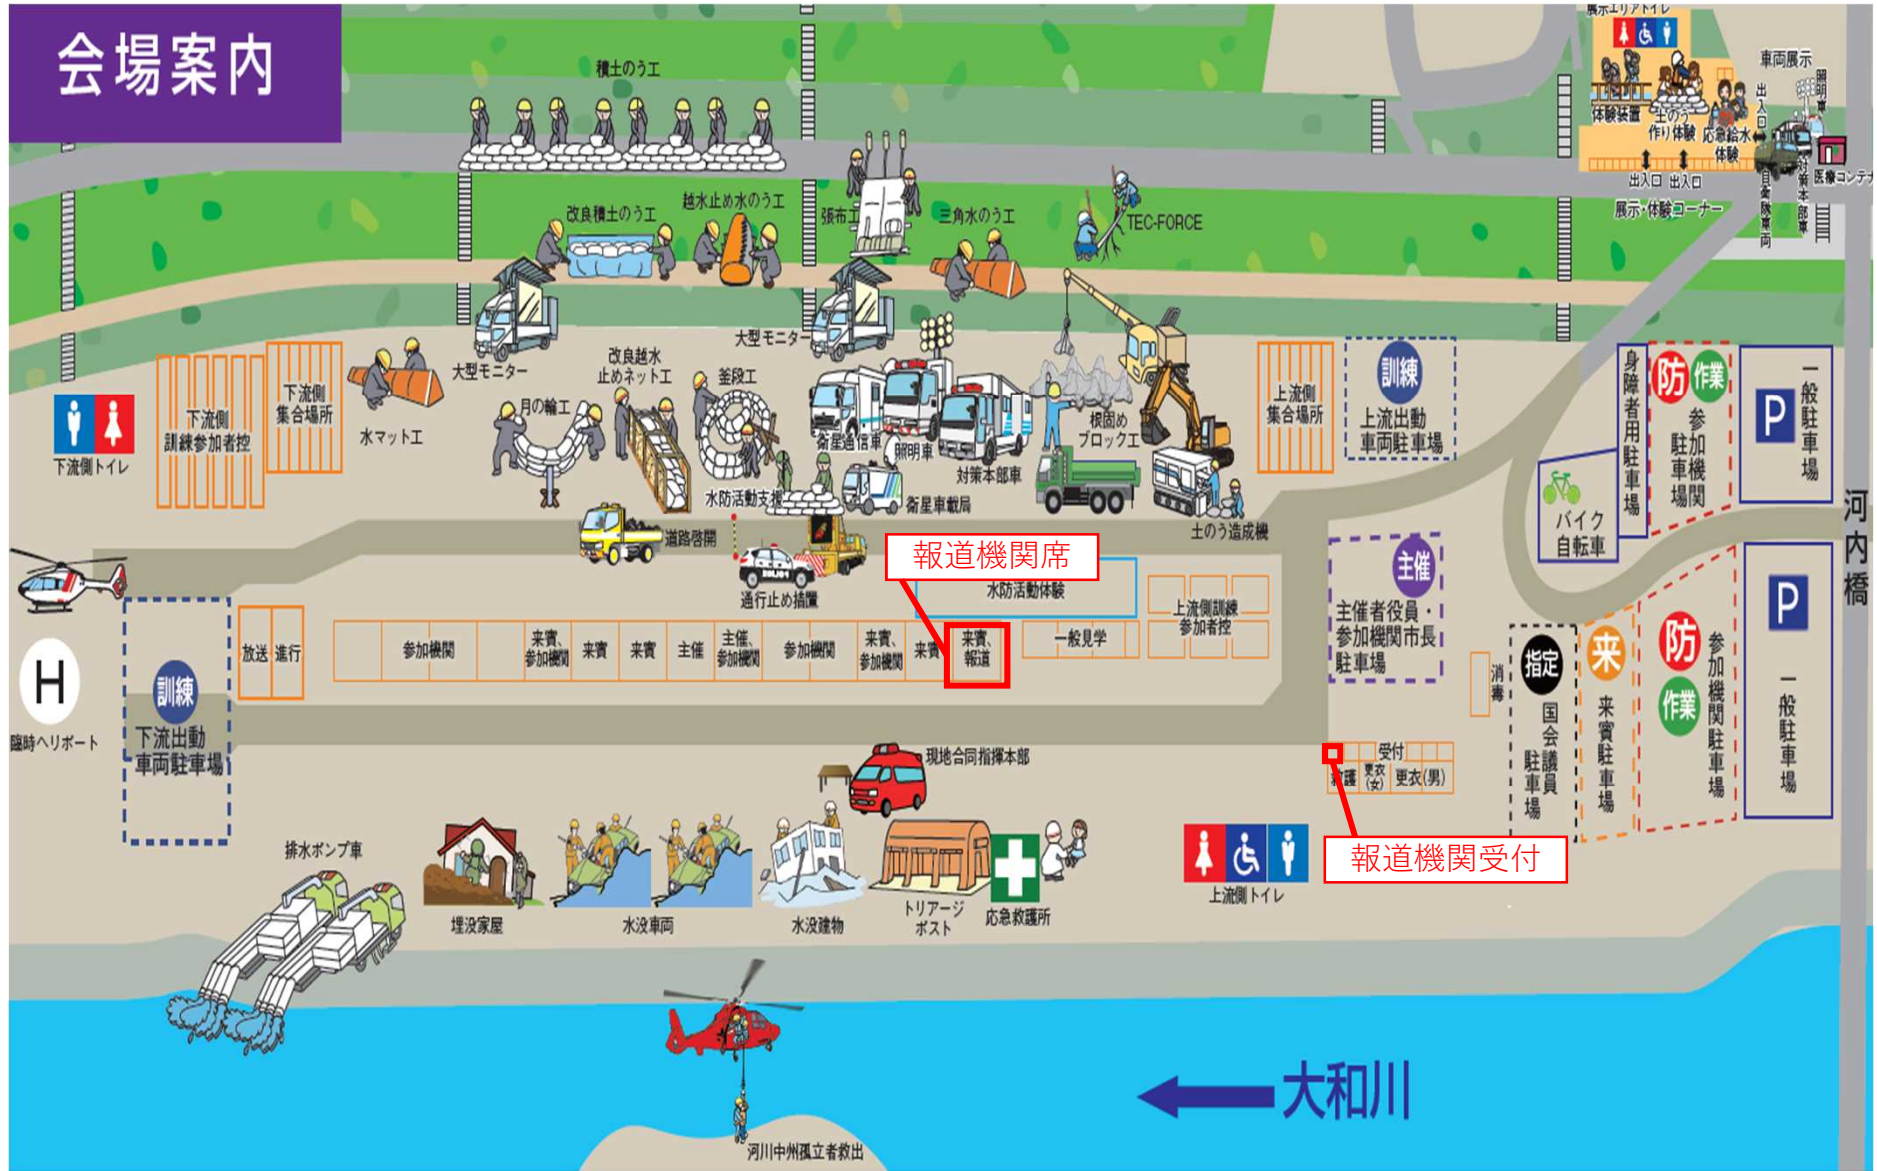 会場案内
積土のう工
展示エリアトイレ
車両展示
照明車
出入口
体験装置
土のう
作り体験
応急給水
体験
医療コンテナ
出入口
出入口
展示・体験コーナー
自衛隊車両
対策本部車
改良積土のう工
越水止め水のう工
張布工
三角水のう工
TEC-FORCE
大型モニター
大型モニター
下流側トイレ
下流側
訓練参加者控
下流側
集合場所
水マット工
月の輪工
改良越水
止めネット工
釜段工
衛星通信車
照明車
対策本部車
根固め
ブロック工
上流側
集合場所
訓練
上流出動
車両駐車場
身障者用駐車場
防
作業
参加機関
駐車場
P
一般駐車場
バイク
自転車
河内橋
水防活動支援
衛星車載局
土のう造成機
道路啓開
POLICE
通行止め措置
報道機関席
水防活動体験
上流側訓練
参加者控
主催
主催者役員・
参加機関市長
駐車場
放送
進行
参加機関
来賓、
参加機関
来賓
来賓
主催
主催、
参加機関
参加機関
来賓、
参加機関
来賓
来賓、
報道
一般見学
消毒
指定
国会議員
駐車場
来
来賓駐車場
防
作業
参加機関駐車場
P
一般駐車場
H
臨時ヘリポート
訓練
下流出動
車両駐車場
現地合同指揮本部
受付
救護
更衣
(女)
更衣(男)
報道機関受付
排水ポンプ車
埋没家屋
水没車両
水没建物
トリアージ
ポスト
応急救護所
上流側トイレ
大和川
河川中州孤立者救出